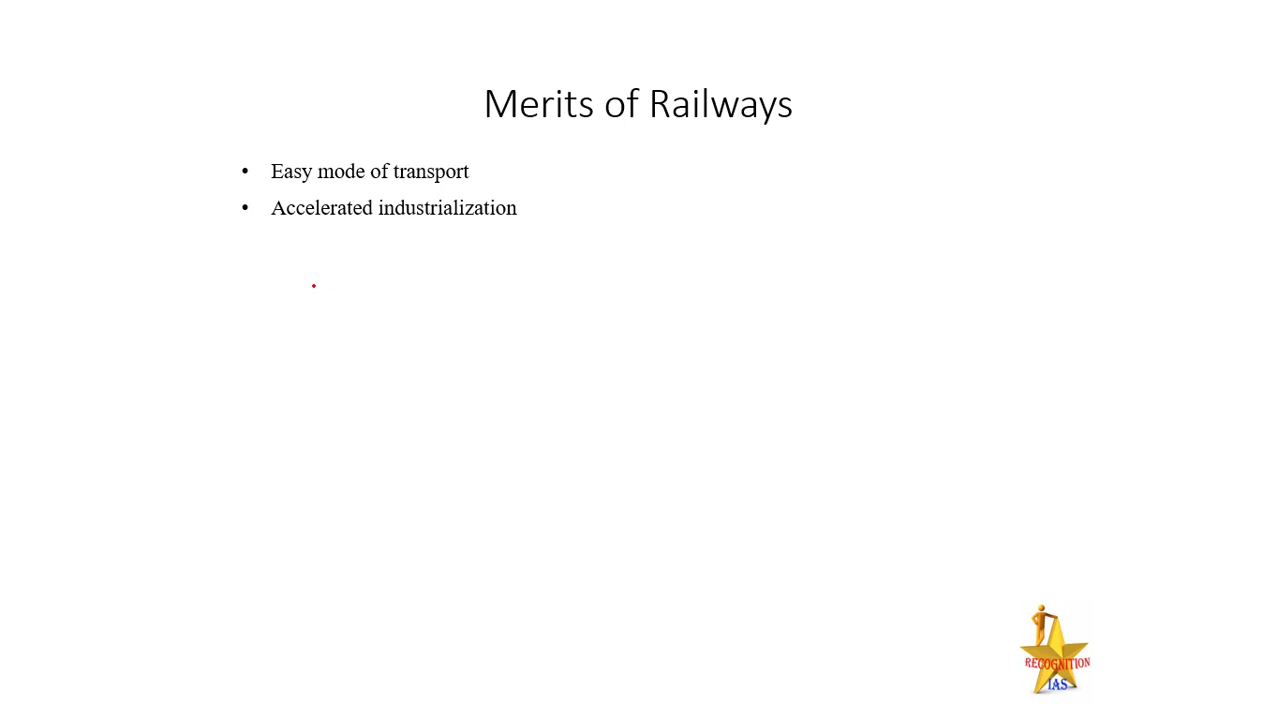 Merits of Railways
• Easy mode of transport
• Accelerated industrialization
RECOGNITION
IAS